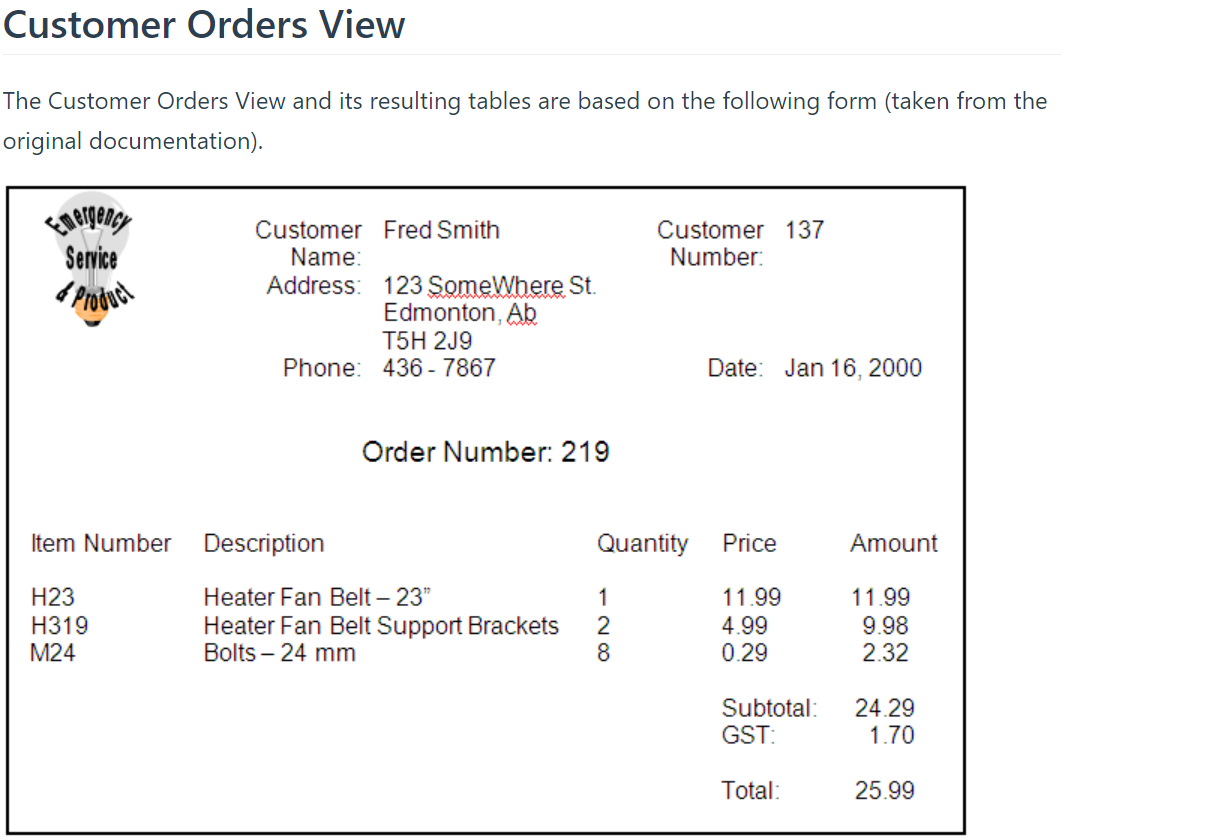 Customer Orders View
The Customer Orders View and its resulting tables are based on the following form (taken from the
original documentation).
Emergency
Service
& Product
Customer Name: Fred Smith
Customer Number: 137
Address: 123 SomeWhere St.
Edmonton, Ab
T5H 2J9
Phone: 436 - 7867
Date: Jan 16, 2000
Order Number: 219
Item Number Description Quantity Price Amount
H23 Heater Fan Belt – 23” 1 11.99 11.99
H319 Heater Fan Belt Support Brackets 2 4.99 9.98
M24 Bolts – 24 mm 8 0.29 2.32
Subtotal: 24.29
GST: 1.70
Total: 25.99